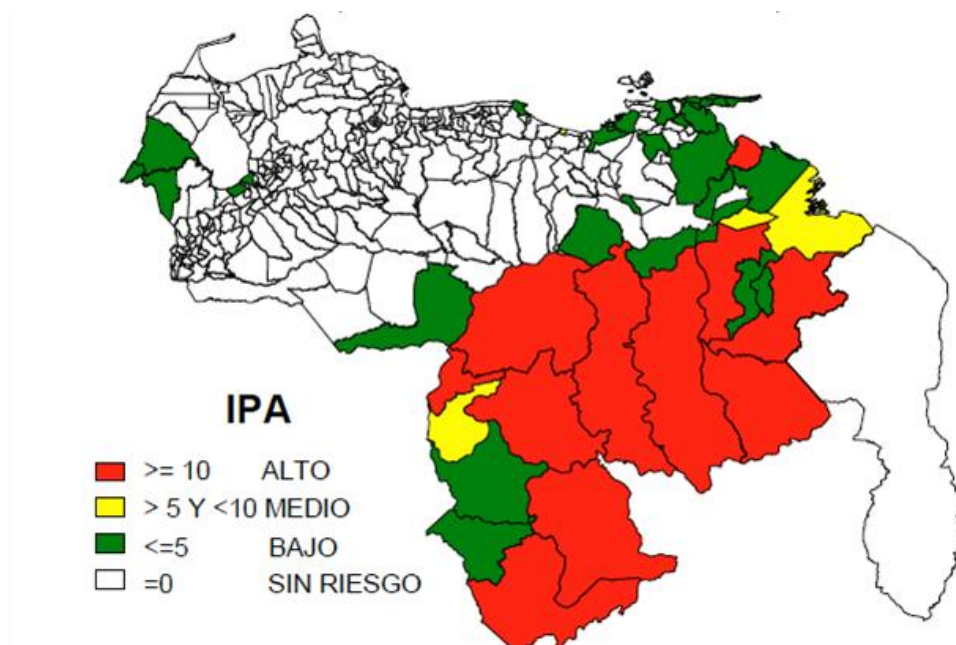 IPA
>= 10 ALTO
> 5 Y <10 MEDIO
<=5 BAJO
=0 SIN RIESGO